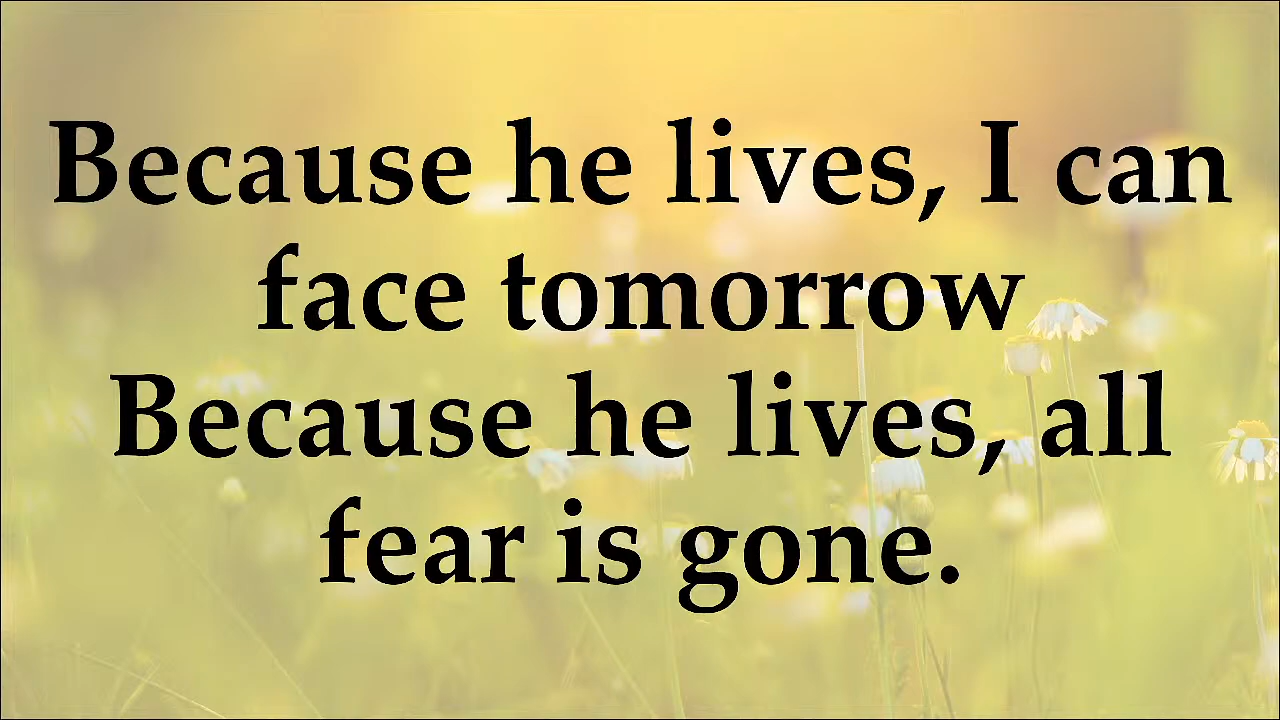 Because he lives, I can
face tomorrow
Because he lives, all
fear is gone.